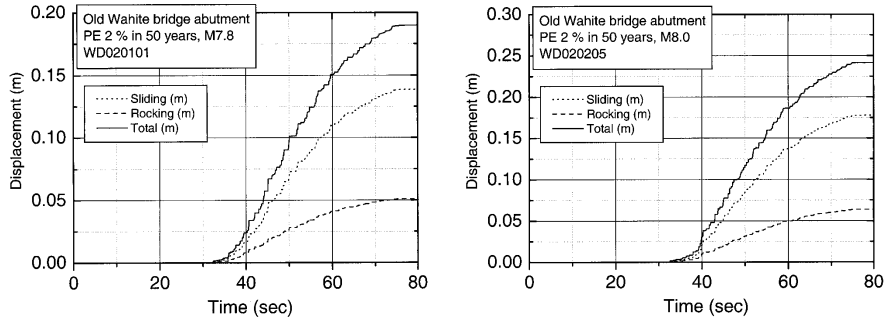 Old Wahite bridge abutment
PE 2 % in 50 years, M7.8
WD020101
Sliding (m)
Rocking (m)
Total (m)
Displacement (m)
0.20
0.15
0.10
0.05
0.00
0 20 40 60 80
Time (sec)
Old Wahite bridge abutment
PE 2 % in 50 years, M8.0
WD020205
Sliding (m)
Rocking (m)
Total (m)
Displacement (m)
0.30
0.25
0.20
0.15
0.10
0.05
0.00
0 20 40 60 80
Time (sec)